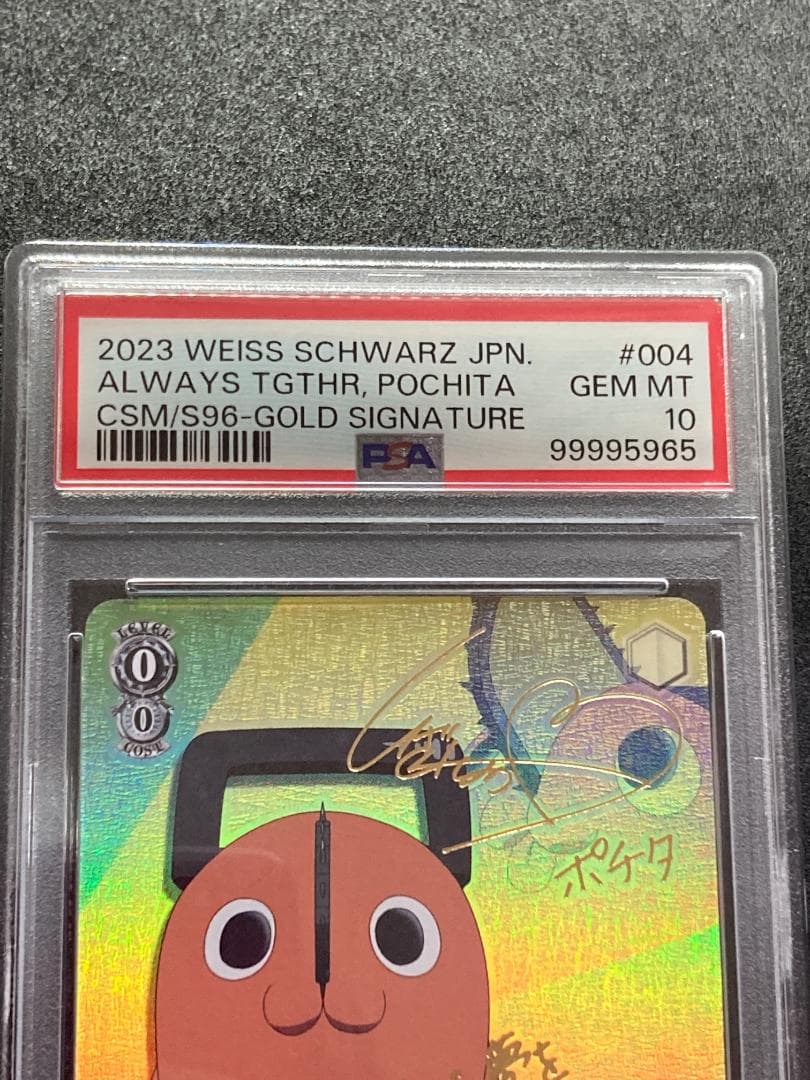 2023 WEISS SCHWARZ JPN. #004
ALWAYS TGTHR, POCHITA GEM MT
CSM/S96-GOLD SIGNATURE 10
PSA 99995965
LEVEL
0
0
COST
ポチタ